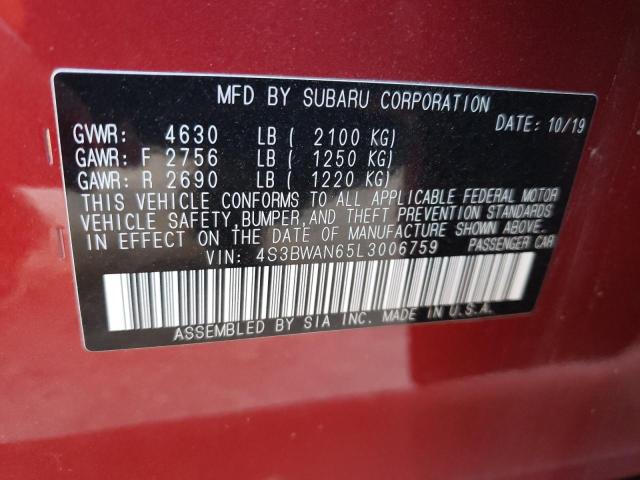 MFD BY SUBARU CORPORATION
DATE: 10/19
GVWR: 4630 LB ( 2100 KG)
GAWR: F 2756 LB ( 1250 KG)
GAWR: R 2690 LB ( 1220 KG)
THIS VEHICLE CONFORMS TO ALL APPLICABLE FEDERAL MOTOR
VEHICLE SAFETY,BUMPER,AND THEFT PREVENTION STANDARDS
IN EFFECT ON THE DATE OF MANUFACTURE SHOWN ABOVE.
VIN: 4S3BWAN65L3006759 PASSENGER CAR
ASSEMBLED BY SIA INC. MADE IN U.S.A.